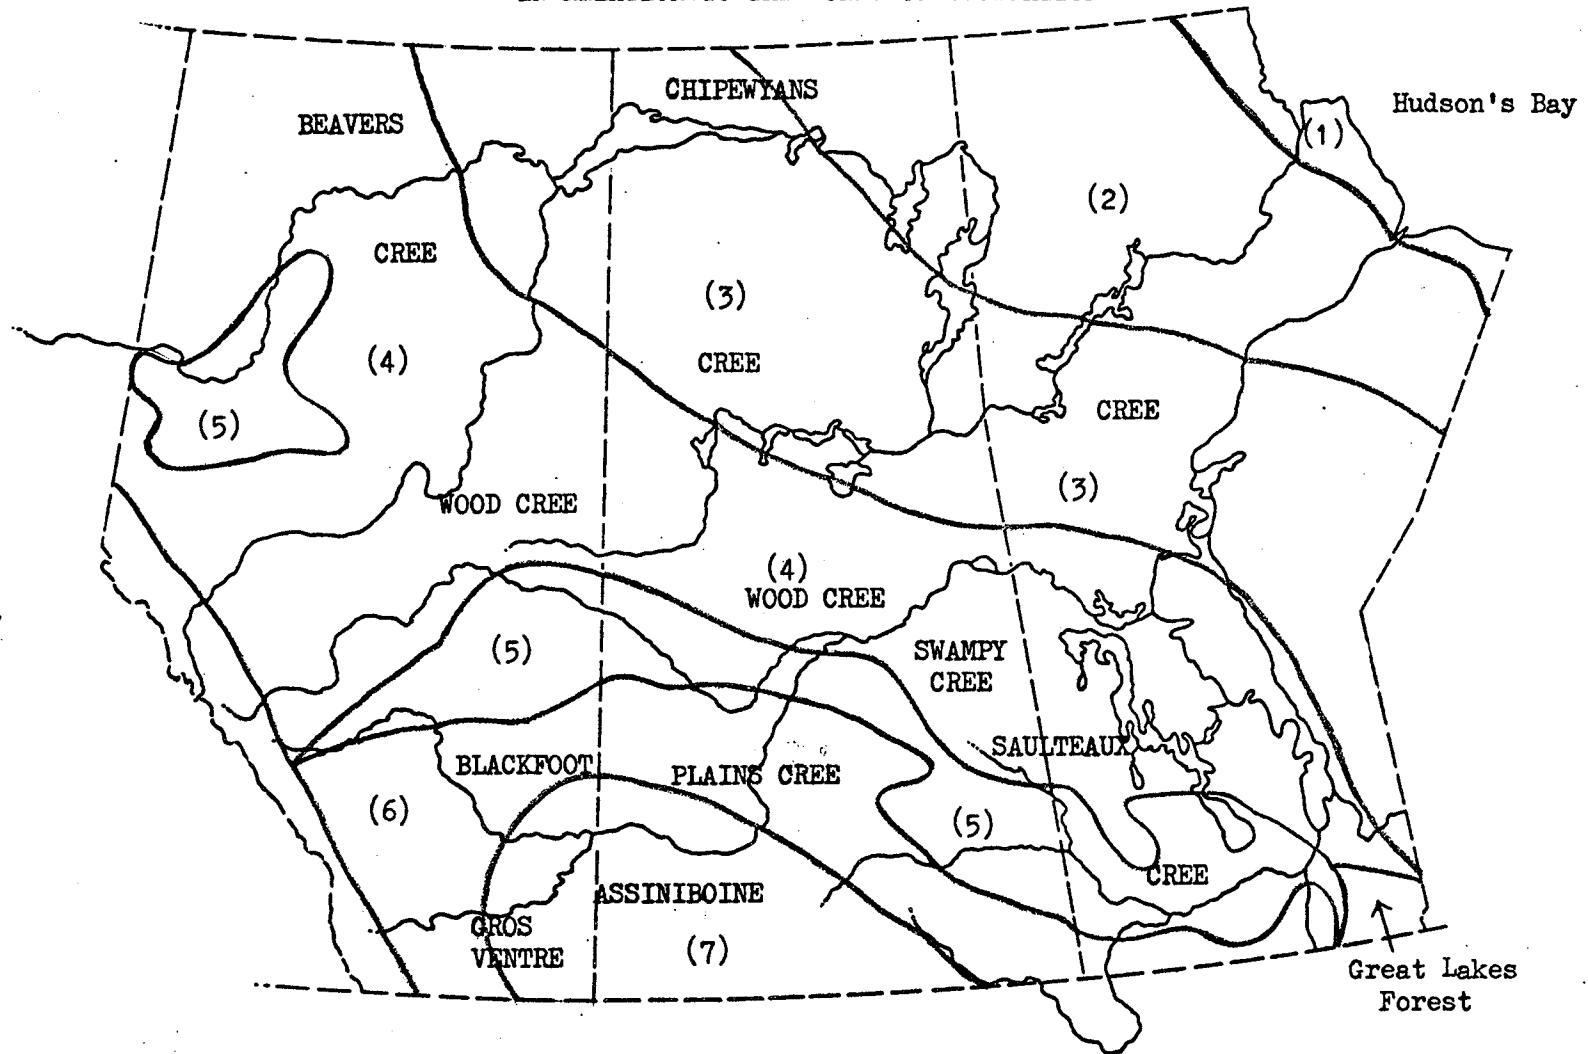 CHIPEWYANS
Hudson's Bay
BEAVERS
(1)
(2)
CREE
(3)
(4)
CREE
(5)
CREE
(3)
WOOD CREE
(4)
WOOD CREE
(5)
SWAMPY
CREE
SAULTEAUX
BLACKFOOT
PLAINS CREE
(6)
(5)
CREE
ASSINIBOINE
GROS
VENTRE
(7)
Great Lakes
Forest